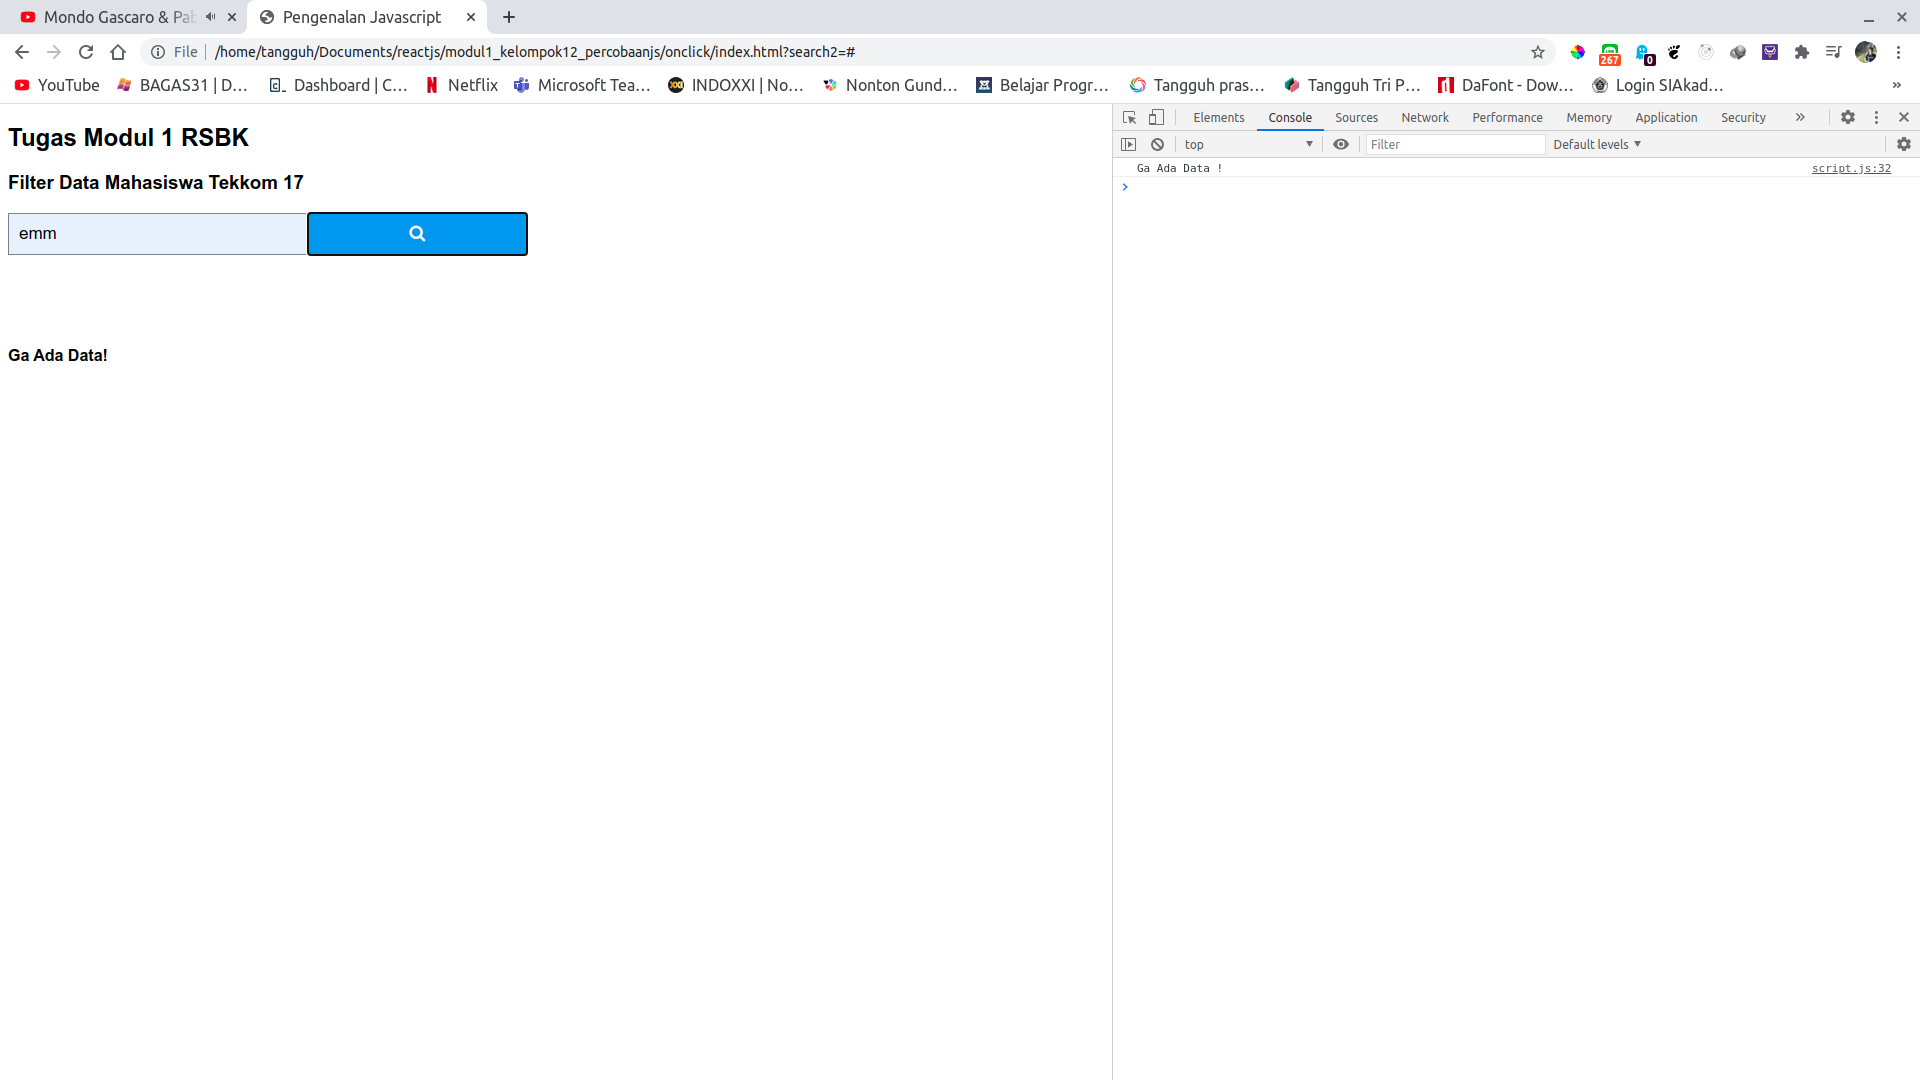 Mondo Gascaro & Pab
Pengenalan Javascript
File
/home/tangguh/Documents/reactjs/modul1_kelompok12_percobaanjs/onclick/index.html?search2=#
267
0
YouTube
BAGAS31 | D…
Dashboard | C…
Netflix
Microsoft Tea…
INDOXXI | No…
Nonton Gund…
Belajar Progr…
Tangguh pras…
Tangguh Tri P…
DaFont - Dow…
Login SIAkad…
»
Tugas Modul 1 RSBK
Filter Data Mahasiswa Tekkom 17
emm
Ga Ada Data!
Elements
Console
Sources
Network
Performance
Memory
Application
Security
»
top
Filter
Default levels
Ga Ada Data !
script.js:32